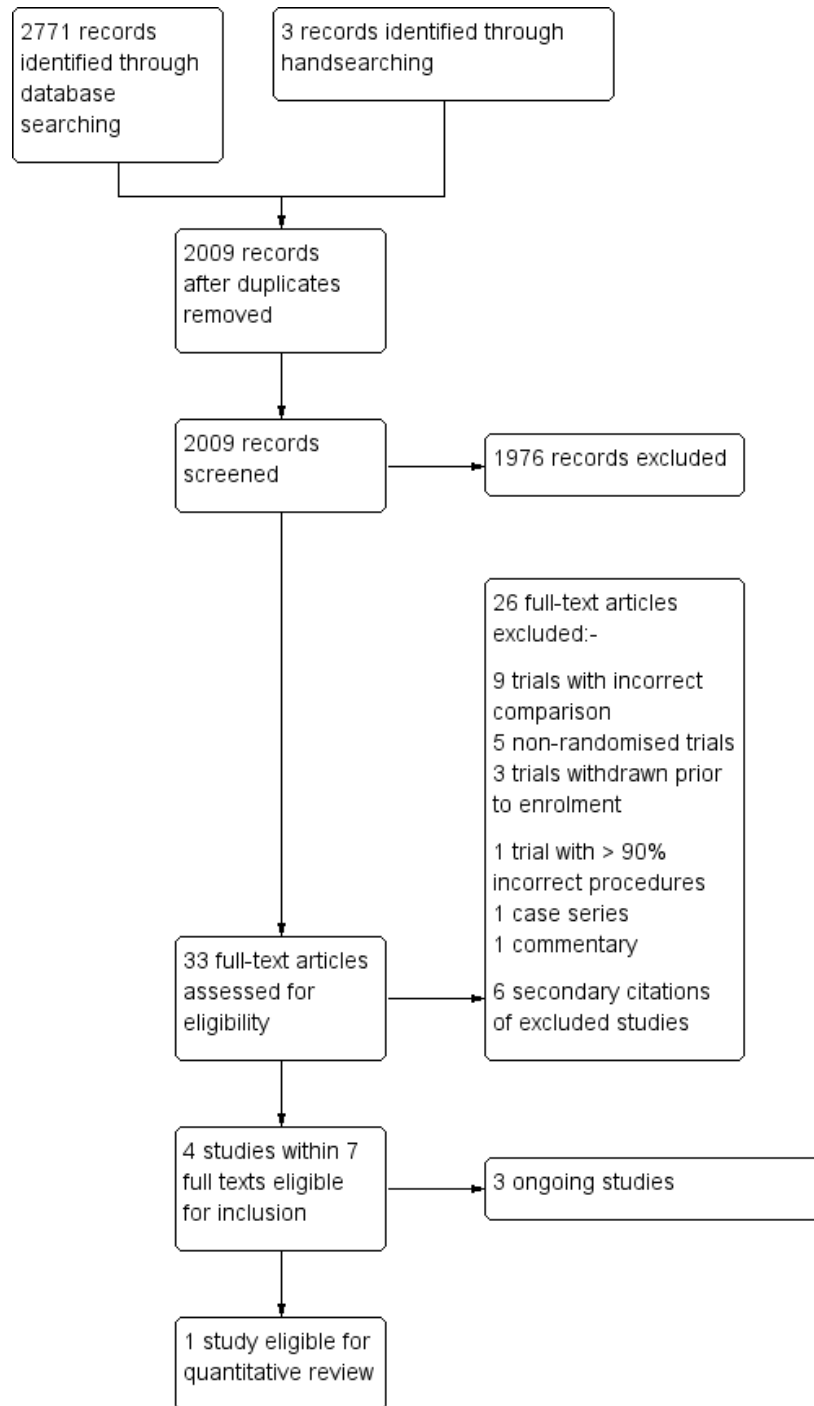 2771 records
identified through
database
searching
3 records identified through
handsearching
2009 records
after duplicates
removed
2009 records
screened
1976 records excluded
26 full-text articles
excluded:-
9 trials with incorrect
comparison
5 non-randomised trials
3 trials withdrawn prior
to enrolment
1 trial with > 90%
incorrect procedures
1 case series
1 commentary
6 secondary citations
of excluded studies
33 full-text articles
assessed for
eligibility
4 studies within 7
full texts eligible
for inclusion
3 ongoing studies
1 study eligible for
quantitative review